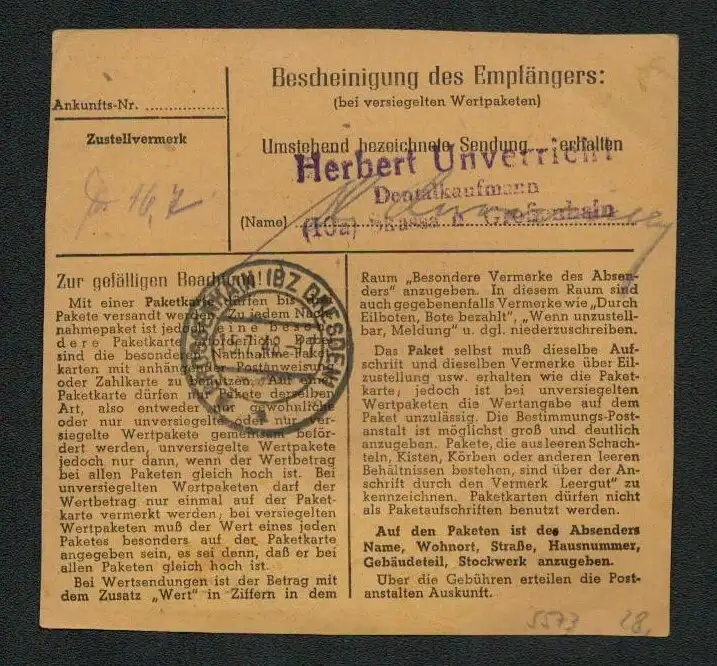 Ankunfts-Nr. ................
Zustellvermerk
16,7
Bescheinigung des Empfängers:
(bei versiegelten Wertpaketen)
Umstehend bezeichnete Sendung erhalten
Herbert Unverricht
Dentalkaufmann
(Name)
(10a) Skassa b. Großenhain
Zur gefälligen Beachtung!
Mit einer Paketkarte dürfen bis
Pakete versandt werden. Zu jedem Nach-
nahmepaket ist jedoch eine beson-
dere Paketkarte erforderlich. Dabei
sind die besonderen Nachnahme-Paket-
karten mit anhängender Postanweisung
oder Zahlkarte zu benutzen. Auf eine
Paketkarte dürfen nur Pakete derselben
Art, also entweder nur gewöhnliche
oder nur unversiegelte oder nur ver-
siegelte Wertpakete gemeinsam beför-
dert werden, unversiegelte Wertpakete
jedoch nur dann, wenn der Wertbetrag
bei allen Paketen gleich hoch ist. Bei
unversiegelten Wertpaketen darf der
Wertbetrag nur einmal auf der Paket-
karte vermerkt werden; bei versiegelten
Wertpaketen muß der Wert eines jeden
Paketes besonders auf der Paketkarte
angegeben sein, es sei denn, daß er bei
allen Paketen gleich hoch ist.
Bei Wertsendungen ist der Betrag mit
dem Zusatz „Wert" in Ziffern in dem
(BZ DRESDEN)
Raum „Besondere Vermerke des Absen-
ders" anzugeben. In diesem Raum sind
auch gegebenenfalls Vermerke wie „Durch
Eilboten, Bote bezahlt", „Wenn unzustell-
bar, Meldung" u. dgl. niederzuschreiben.
Das Paket selbst muß dieselbe Auf-
schrift und dieselben Vermerke über Eil-
zustellung usw. erhalten wie die Paket-
karte; jedoch ist bei unversiegelten
Wertpaketen die Wertangabe auf dem
Paket unzulässig. Die Bestimmungs-Post-
anstalt ist möglichst groß und deutlich
anzugeben. Pakete, die aus leeren Schach-
teln, Kisten, Körben oder anderen leeren
Behältnissen bestehen, sind über der An-
schrift durch den Vermerk Leergut" zu
kennzeichnen. Paketkarten dürfen nicht
als Paketaufschriften benutzt werden.
Auf den Paketen ist des Absenders
Name, Wohnort, Straße, Hausnummer,
Gebäudeteil, Stockwerk anzugeben.
Über die Gebühren erteilen die Post-
anstalten Auskunft.
5573 28,